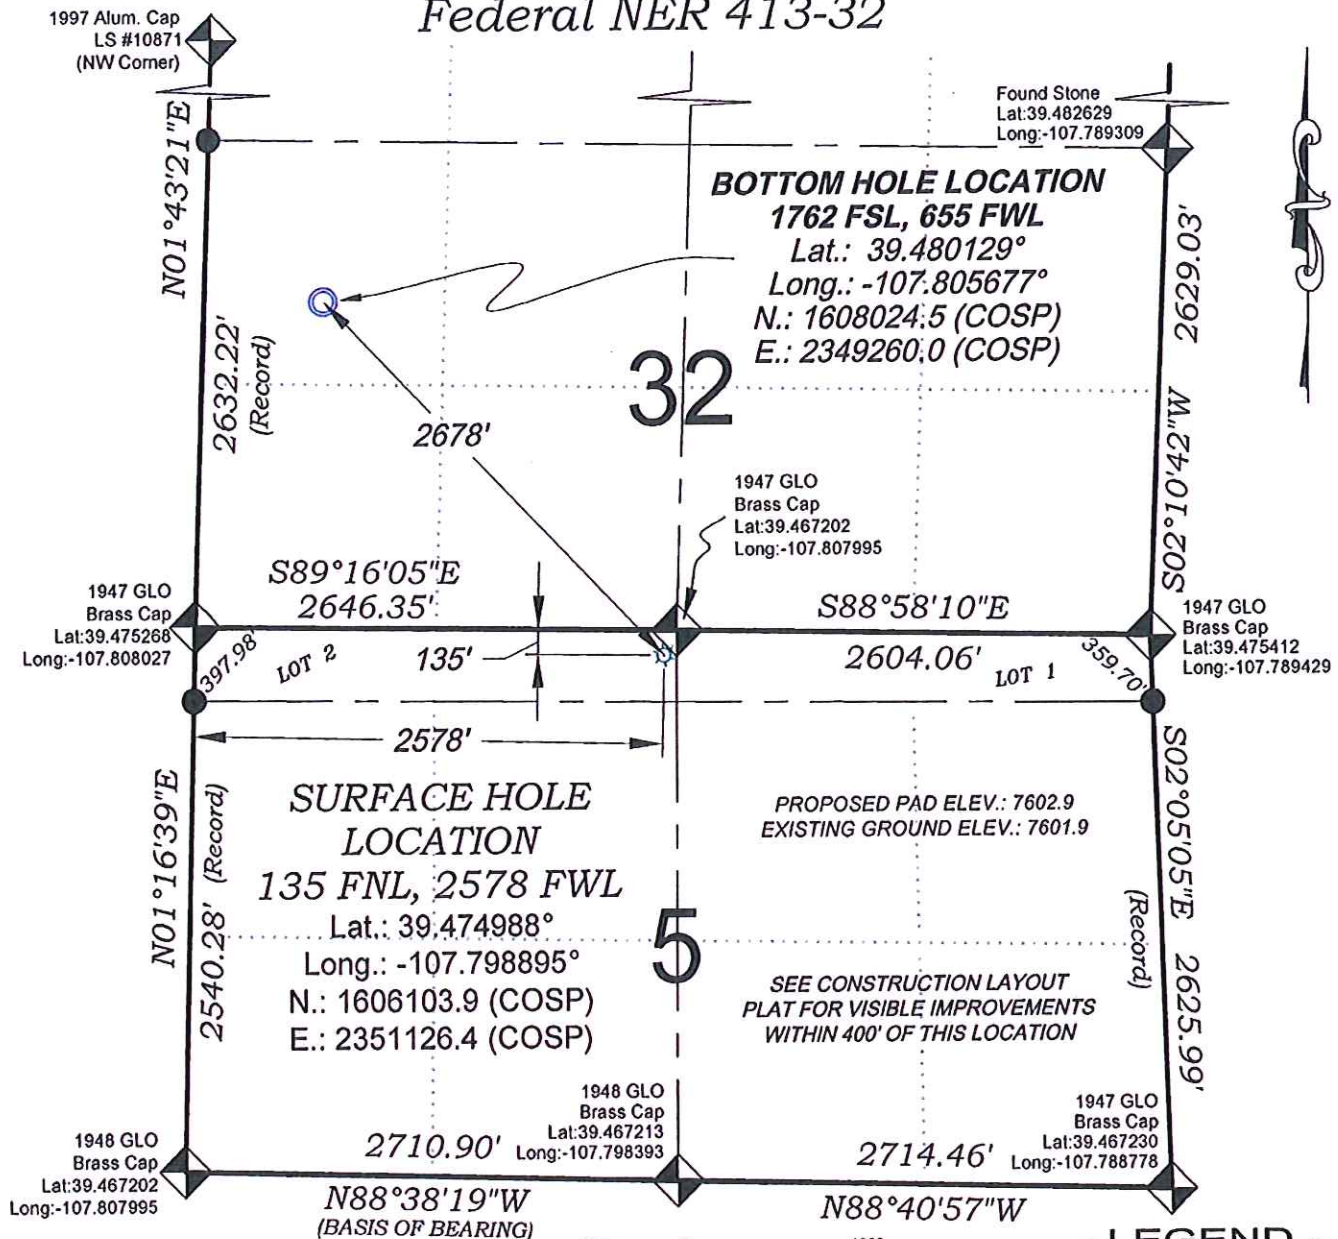 Federal NER 413-32
1997 Alum. Cap
LS #10871
(NW Corner)
Found Stone
Lat:39.482629
Long:-107.789309
N01°43'21"E
BOTTOM HOLE LOCATION
1762 FSL, 655 FWL
Lat.: 39.480129°
Long.: -107.805677°
N.: 1608024.5 (COSP)
E.: 2349260.0 (COSP)
2629.03'
2632.22'
(Record)
32
2678'
S02°10'42"W
1947 GLO
Brass Cap
Lat:39.467202
Long:-107.807995
S89°16'05"E
2646.35'
S88°58'10"E
2604.06'
1947 GLO
Brass Cap
Lat:39.475268
Long:-107.808027
1947 GLO
Brass Cap
Lat:39.475412
Long:-107.789429
397.98'
LOT 2
135'
LOT 1
359.70'
2578'
N01°16'39"E
2540.28' (Record)
SURFACE HOLE
LOCATION
135 FNL, 2578 FWL
Lat.: 39.474988°
Long.: -107.798895°
N.: 1606103.9 (COSP)
E.: 2351126.4 (COSP)
PROPOSED PAD ELEV.: 7602.9
EXISTING GROUND ELEV.: 7601.9
5
SEE CONSTRUCTION LAYOUT
PLAT FOR VISIBLE IMPROVEMENTS
WITHIN 400' OF THIS LOCATION
S02°05'05"E 2625.99'
(Record)
1948 GLO
Brass Cap
Lat:39.467202
Long:-107.807995
1948 GLO
Brass Cap
Lat:39.467213
Long:-107.798393
1947 GLO
Brass Cap
Lat:39.467230
Long:-107.788778
2710.90'
N88°38'19"W
(BASIS OF BEARING)
2714.46'
N88°40'57"W
LEGEND